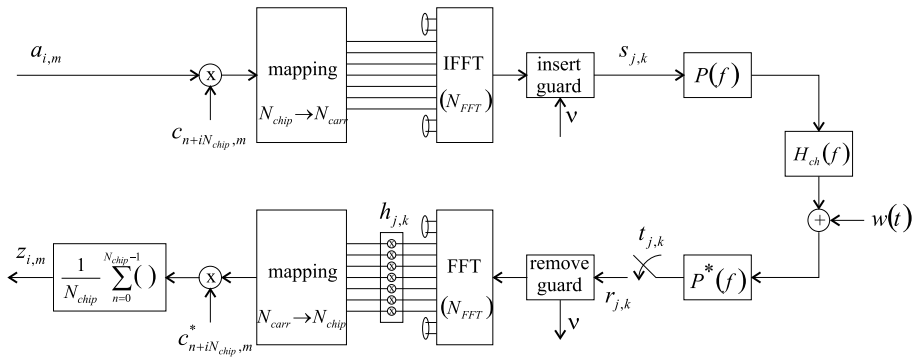 a_{i,m}
x
c_{n+iN_{chip},m}
mapping
N_{chip} → N_{carr}
IFFT
(N_{FFT})
insert
guard
ν
s_{j,k}
P(f)
H_{ch}(f)
+
w(t)
P*(f)
t_{j,k}
r_{j,k}
remove
guard
ν
FFT
(N_{FFT})
h_{j,k}
x
x
x
x
x
x
x
mapping
N_{carr} → N_{chip}
x
c*_{n+iN_{chip},m}
\frac{1}{N_{chip}} \sum_{n=0}^{N_{chip}-1} ( )
z_{i,m}